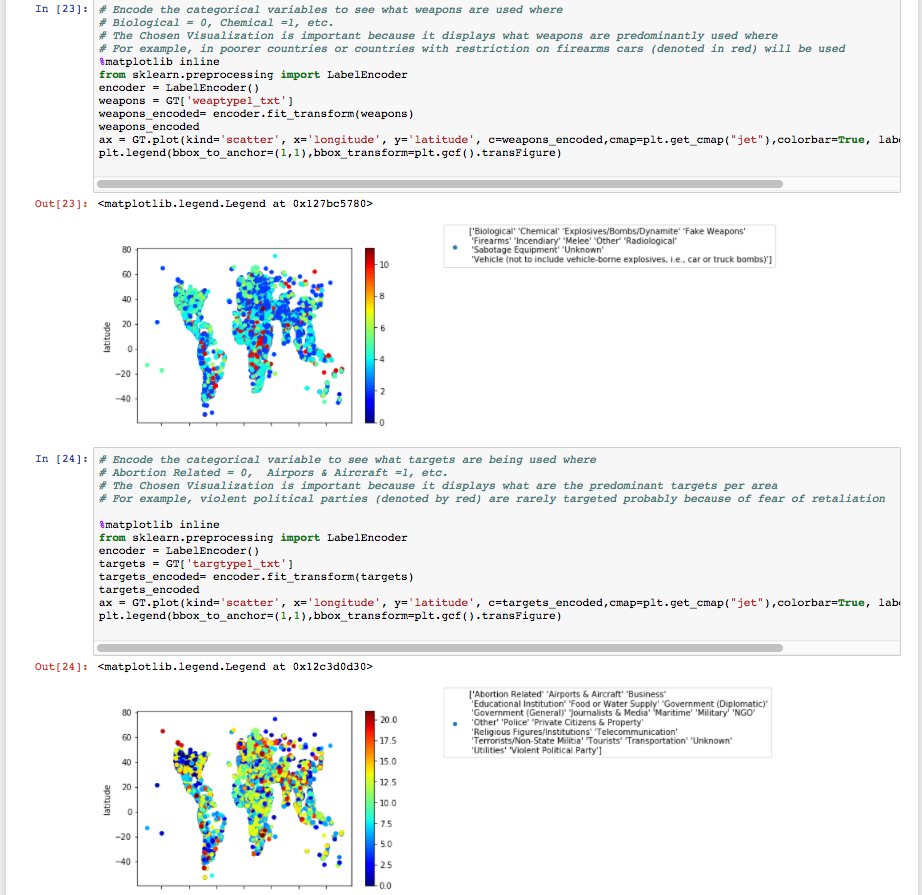 In [23]:
# Encode the categorical variables to see what weapons are used where
# Biological = 0, Chemical =1, etc.
# The Chosen Visualization is important because it displays what weapons are predominantly used where
# For example, in poorer countries or countries with restriction on firearms cars (denoted in red) will be used
%matplotlib inline
from sklearn.preprocessing import LabelEncoder
encoder = LabelEncoder()
weapons = GT['weaptype1_txt']
weapons_encoded= encoder.fit_transform(weapons)
weapons_encoded
ax = GT.plot(kind='scatter', x='longitude', y='latitude', c=weapons_encoded,cmap=plt.get_cmap("jet"),colorbar=True, labe
plt.legend(bbox_to_anchor=(1,1),bbox_transform=plt.gcf().transFigure)
Out[23]: <matplotlib.legend.Legend at 0x127bc5780>
['Biological' 'Chemical' 'Explosives/Bombs/Dynamite' 'Fake Weapons'
'Firearms' 'Incendiary' 'Melee' 'Other' 'Radiological'
'Sabotage Equipment' 'Unknown'
'Vehicle (not to include vehicle-borne explosives, i.e., car or truck bombs)']
80
60
40
20
0
−20
−40
latitude
10
8
6
4
2
0
In [24]:
# Encode the categorical variable to see what targets are being used where
# Abortion Related = 0,  Airpors & Aircraft =1, etc.
# The Chosen Visualization is important because it displays what are the predominant targets per area
# For example, violent political parties (denoted by red) are rarely targeted probably because of fear of retaliation
%matplotlib inline
from sklearn.preprocessing import LabelEncoder
encoder = LabelEncoder()
targets = GT['targtype1_txt']
targets_encoded= encoder.fit_transform(targets)
targets_encoded
ax = GT.plot(kind='scatter', x='longitude', y='latitude', c=targets_encoded,cmap=plt.get_cmap("jet"),colorbar=True, labe
plt.legend(bbox_to_anchor=(1,1),bbox_transform=plt.gcf().transFigure)
Out[24]: <matplotlib.legend.Legend at 0x12c3d0d30>
['Abortion Related' 'Airports & Aircraft' 'Business'
'Educational Institution' 'Food or Water Supply' 'Government (Diplomatic)'
'Government (General)' 'Journalists & Media' 'Maritime' 'Military' 'NGO'
'Other' 'Police' 'Private Citizens & Property'
'Religious Figures/Institutions' 'Telecommunication'
'Terrorists/Non-State Militia' 'Tourists' 'Transportation' 'Unknown'
'Utilities' 'Violent Political Party']
80
60
40
20
0
−20
−40
latitude
20.0
17.5
15.0
12.5
10.0
7.5
5.0
2.5
0.0